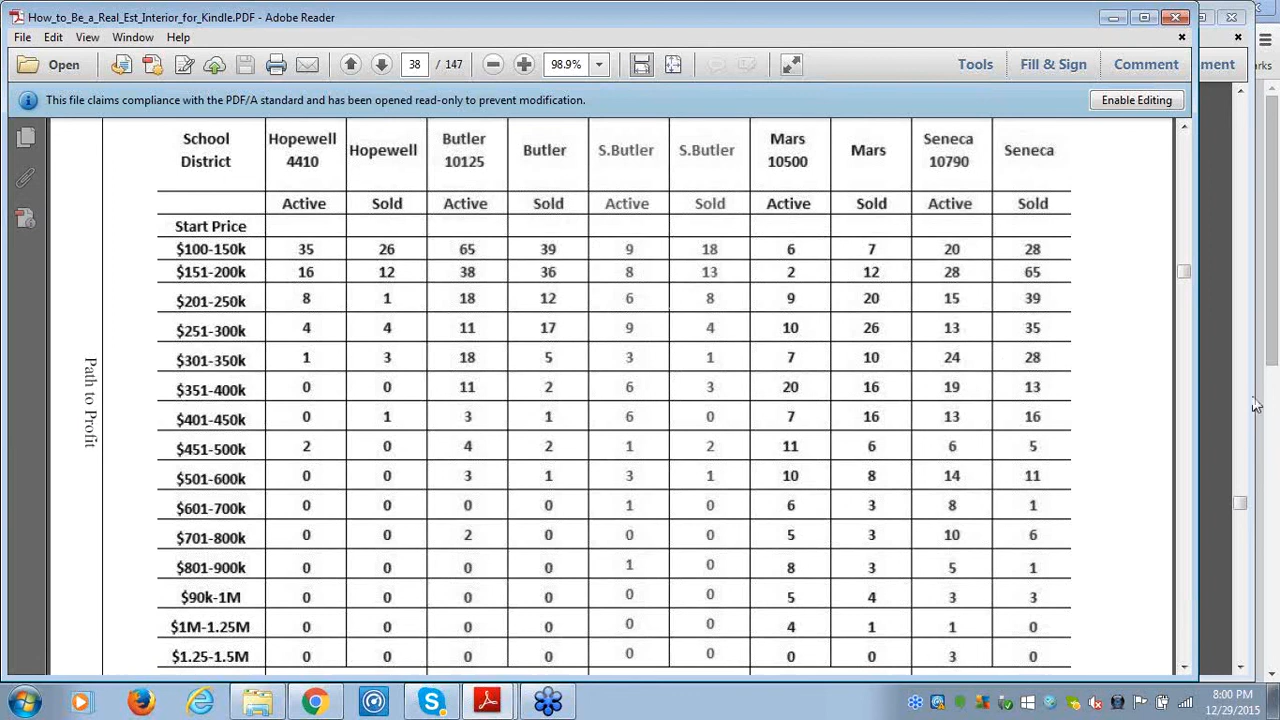 How_to_Be_a_Real_Est_Interior_for_Kindle.PDF - Adobe Reader
File Edit View Window Help
Open 38 / 147 98.9% Tools Fill & Sign Comment ment
This file claims compliance with the PDF/A standard and has been opened read-only to prevent modification. Enable Editing
School District Hopewell 4410 Hopewell Butler 10125 Butler S.Butler S.Butler Mars 10500 Mars Seneca 10790 Seneca
Active Sold Active Sold Active Sold Active Sold Active Sold
Start Price
$100-150k 35 26 65 39 9 18 6 7 20 28
$151-200k 16 12 38 36 8 13 2 12 28 65
$201-250k 8 1 18 12 6 8 9 20 15 39
$251-300k 4 4 11 17 9 4 10 26 13 35
$301-350k 1 3 18 5 3 1 7 10 24 28
$351-400k 0 0 11 2 6 3 20 16 19 13
$401-450k 0 1 3 1 6 0 7 16 13 16
$451-500k 2 0 4 2 1 2 11 6 6 5
$501-600k 0 0 3 1 3 1 10 8 14 11
$601-700k 0 0 0 0 1 0 6 3 8 1
$701-800k 0 0 2 0 0 0 5 3 10 6
$801-900k 0 0 0 0 1 0 8 3 5 1
$90k-1M 0 0 0 0 0 0 5 4 3 3
$1M-1.25M 0 0 0 0 0 0 4 1 1 0
$1.25-1.5M 0 0 0 0 0 0 0 0 3 0
Path to Profit
rks
8:00 PM
12/29/2015